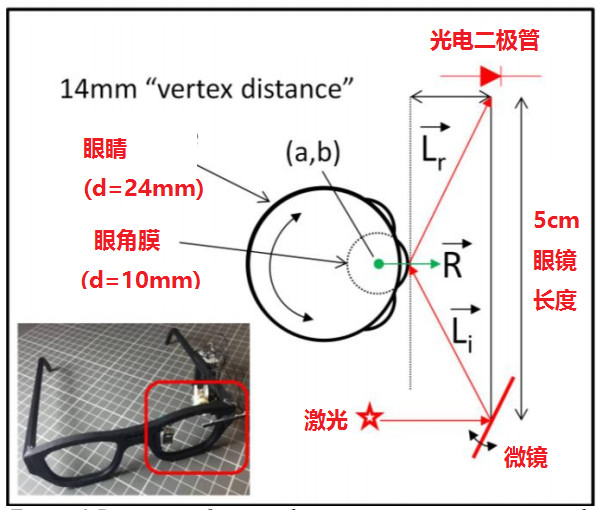 光电二极管
14mm “vertex distance”
眼睛
(d=24mm)
(a,b)
Lr
眼角膜
(d=10mm)
R
5cm
眼镜
长度
Li
激光
微镜